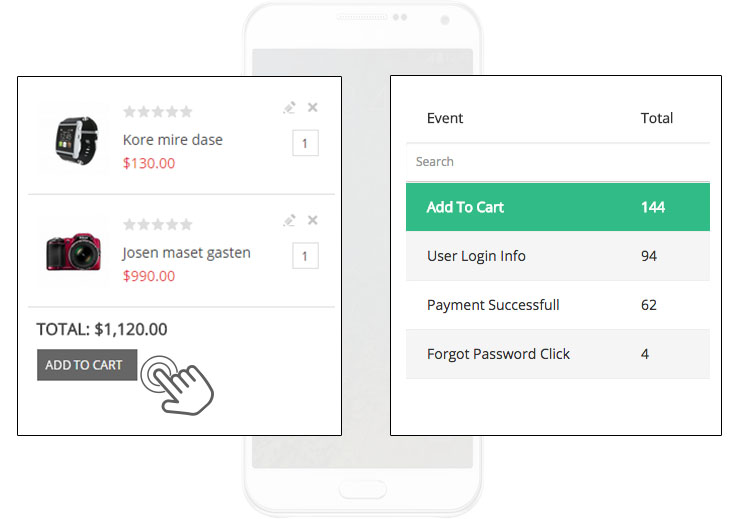 Kore mire dase
1
$130.00
Josen maset gasten
1
$990.00
TOTAL: $1,120.00
ADD TO CART
Event Total
Search
Add To Cart 144
User Login Info 94
Payment Successfull 62
Forgot Password Click 4